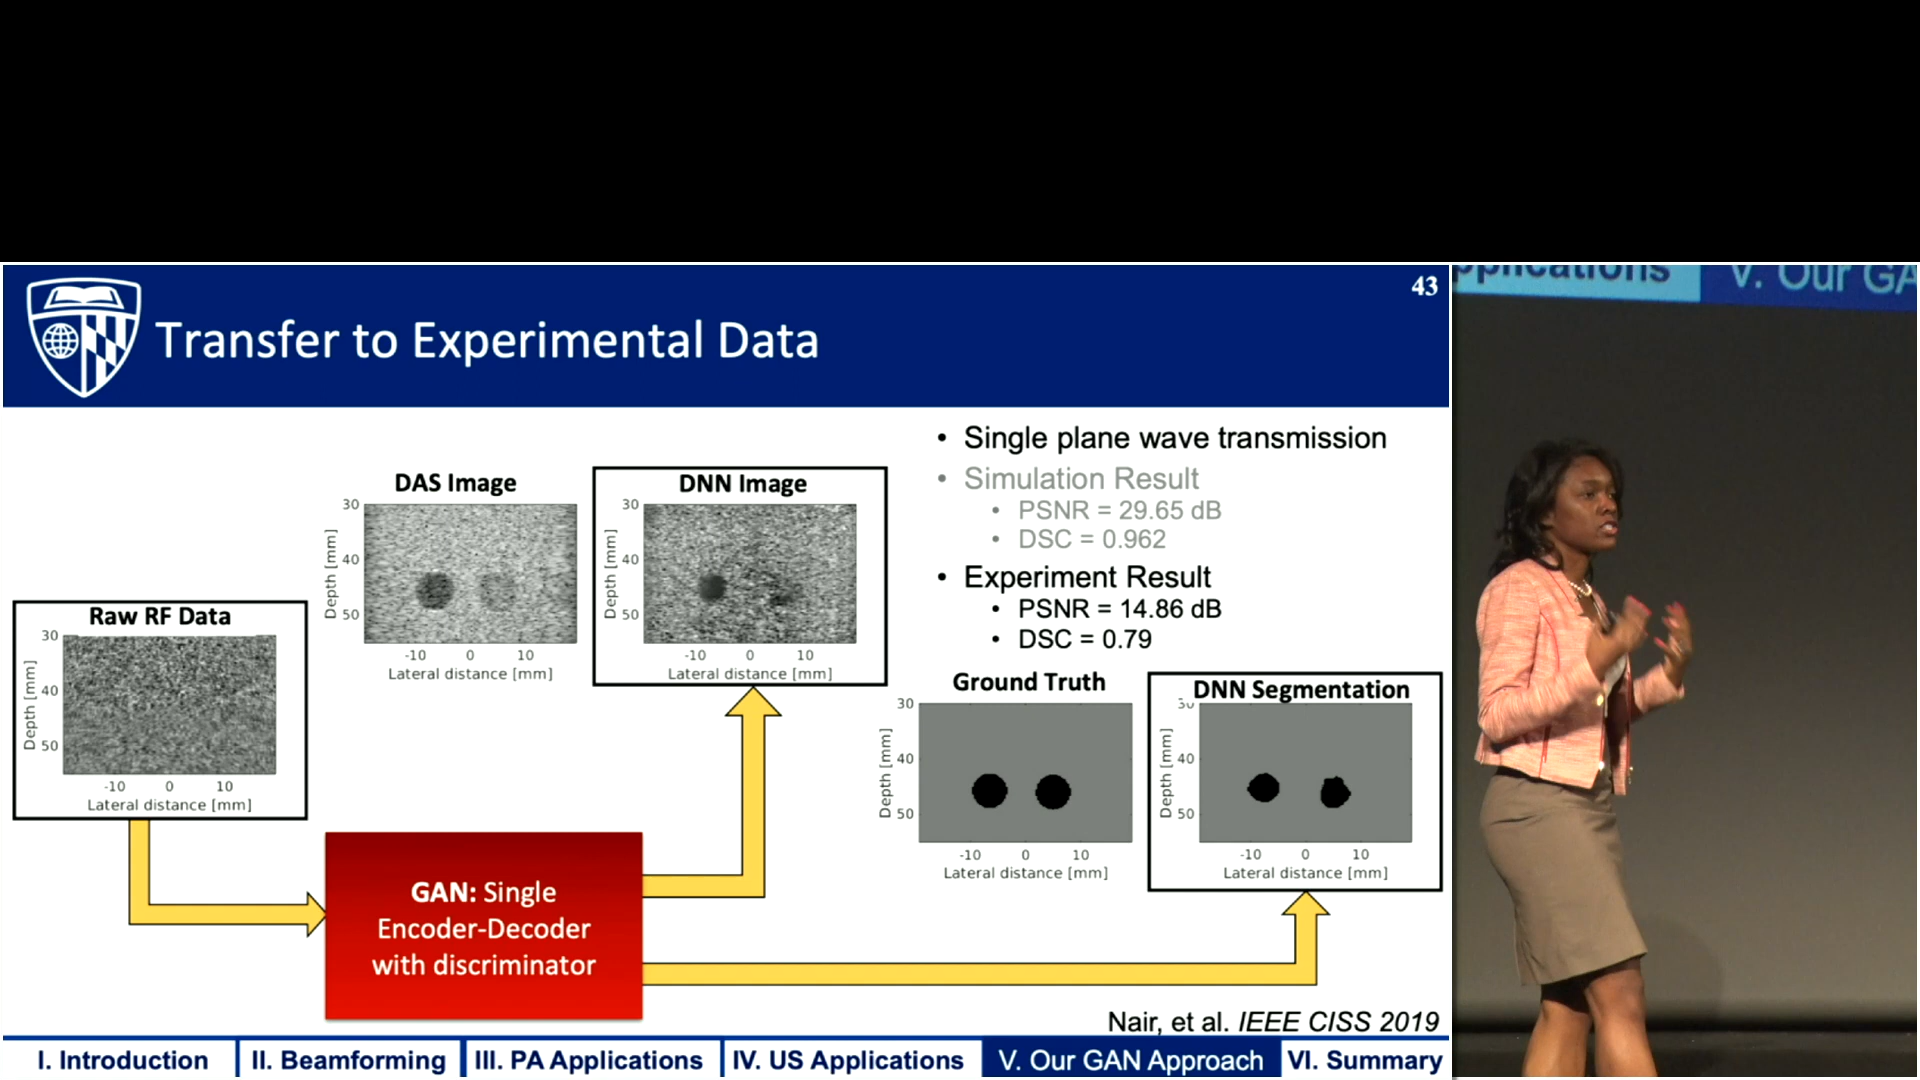 43
Transfer to Experimental Data
• Single plane wave transmission
• Simulation Result
• PSNR = 29.65 dB
• DSC = 0.962
• Experiment Result
• PSNR = 14.86 dB
• DSC = 0.79
DAS Image
30
40
50
Depth [mm]
-10 0 10
Lateral distance [mm]
DNN Image
30
40
50
Depth [mm]
-10 0 10
Lateral distance [mm]
Raw RF Data
30
40
50
Depth [mm]
-10 0 10
Lateral distance [mm]
Ground Truth
30
40
50
Depth [mm]
-10 0 10
Lateral distance [mm]
DNN Segmentation
40
50
Depth [mm]
-10 0 10
Lateral distance [mm]
GAN: Single
Encoder-Decoder
with discriminator
Nair, et al. IEEE CISS 2019
I. Introduction
II. Beamforming
III. PA Applications
IV. US Applications
V. Our GAN Approach
VI. Summary
pplications
V. Our GA